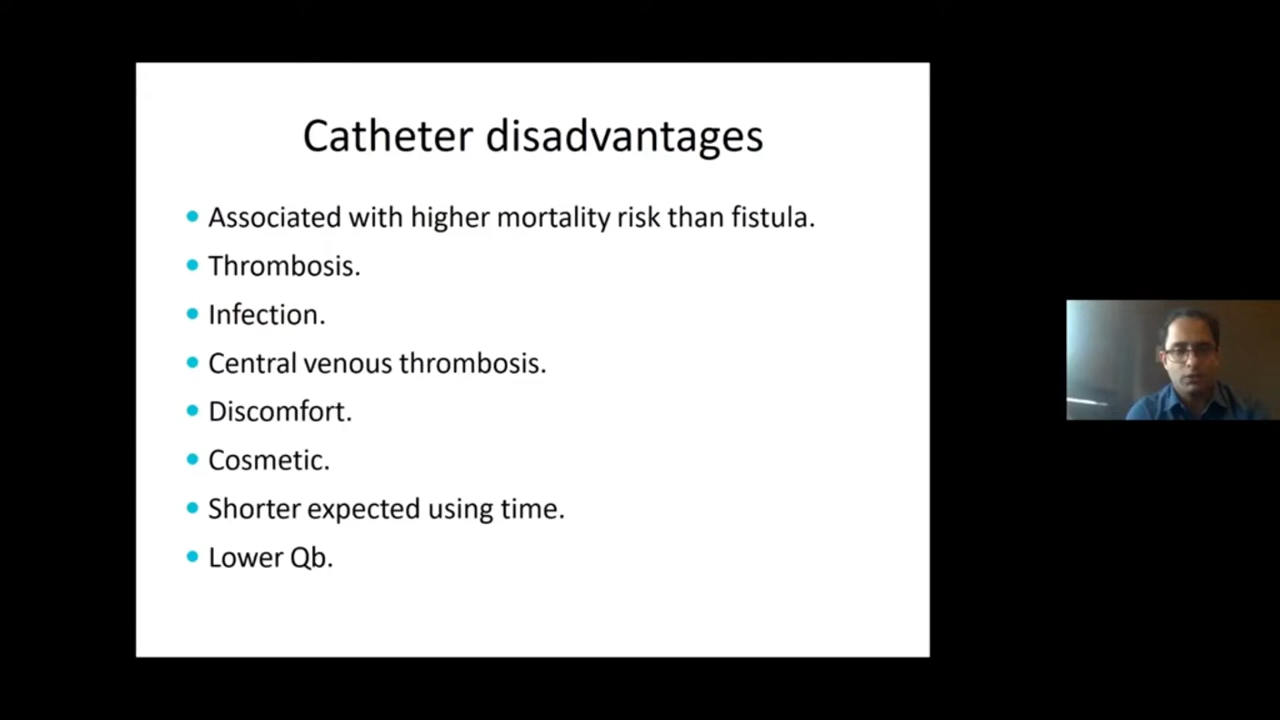 Catheter disadvantages
Associated with higher mortality risk than fistula.
Thrombosis.
Infection.
Central venous thrombosis.
Discomfort.
Cosmetic.
Shorter expected using time.
Lower Qb.